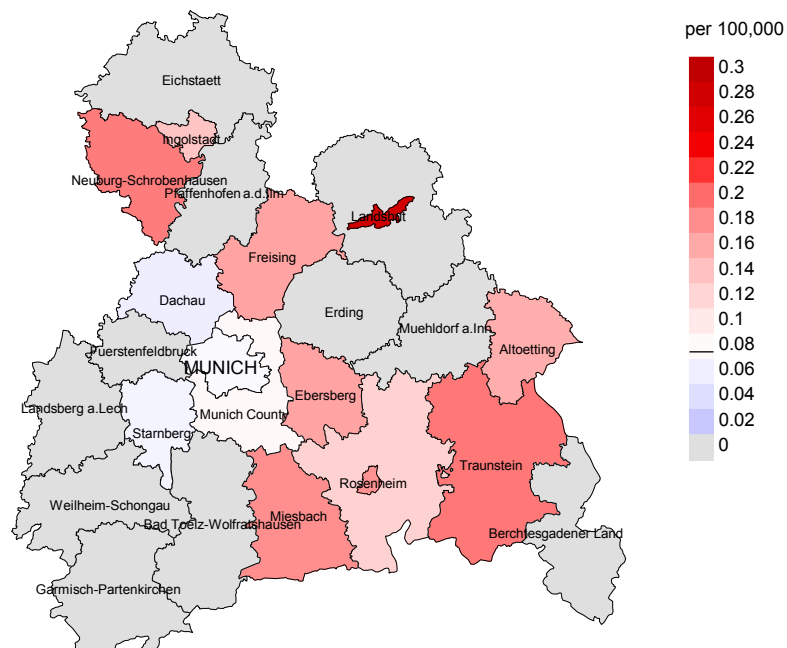 per 100,000
Eichstaett
0.3
0.28
0.26
0.24
0.22
0.2
0.18
0.16
0.14
0.12
0.1
0.08
0.06
0.04
0.02
0
Ingolstadt
Neuburg-Schrobenhausen
Pfaffenhofen a.d.Ilm
Landshut
Freising
Dachau
Erding
Muehldorf a.Inn
Altoetting
Fuerstenfeldbruck
MUNICH
Ebersberg
Landsberg a.Lech
Munich County
Starnberg
Traunstein
Rosenheim
Weilheim-Schongau
Miesbach
Bad Toelz-Wolfratshausen
Berchtesgadener Land
Garmisch-Partenkirchen